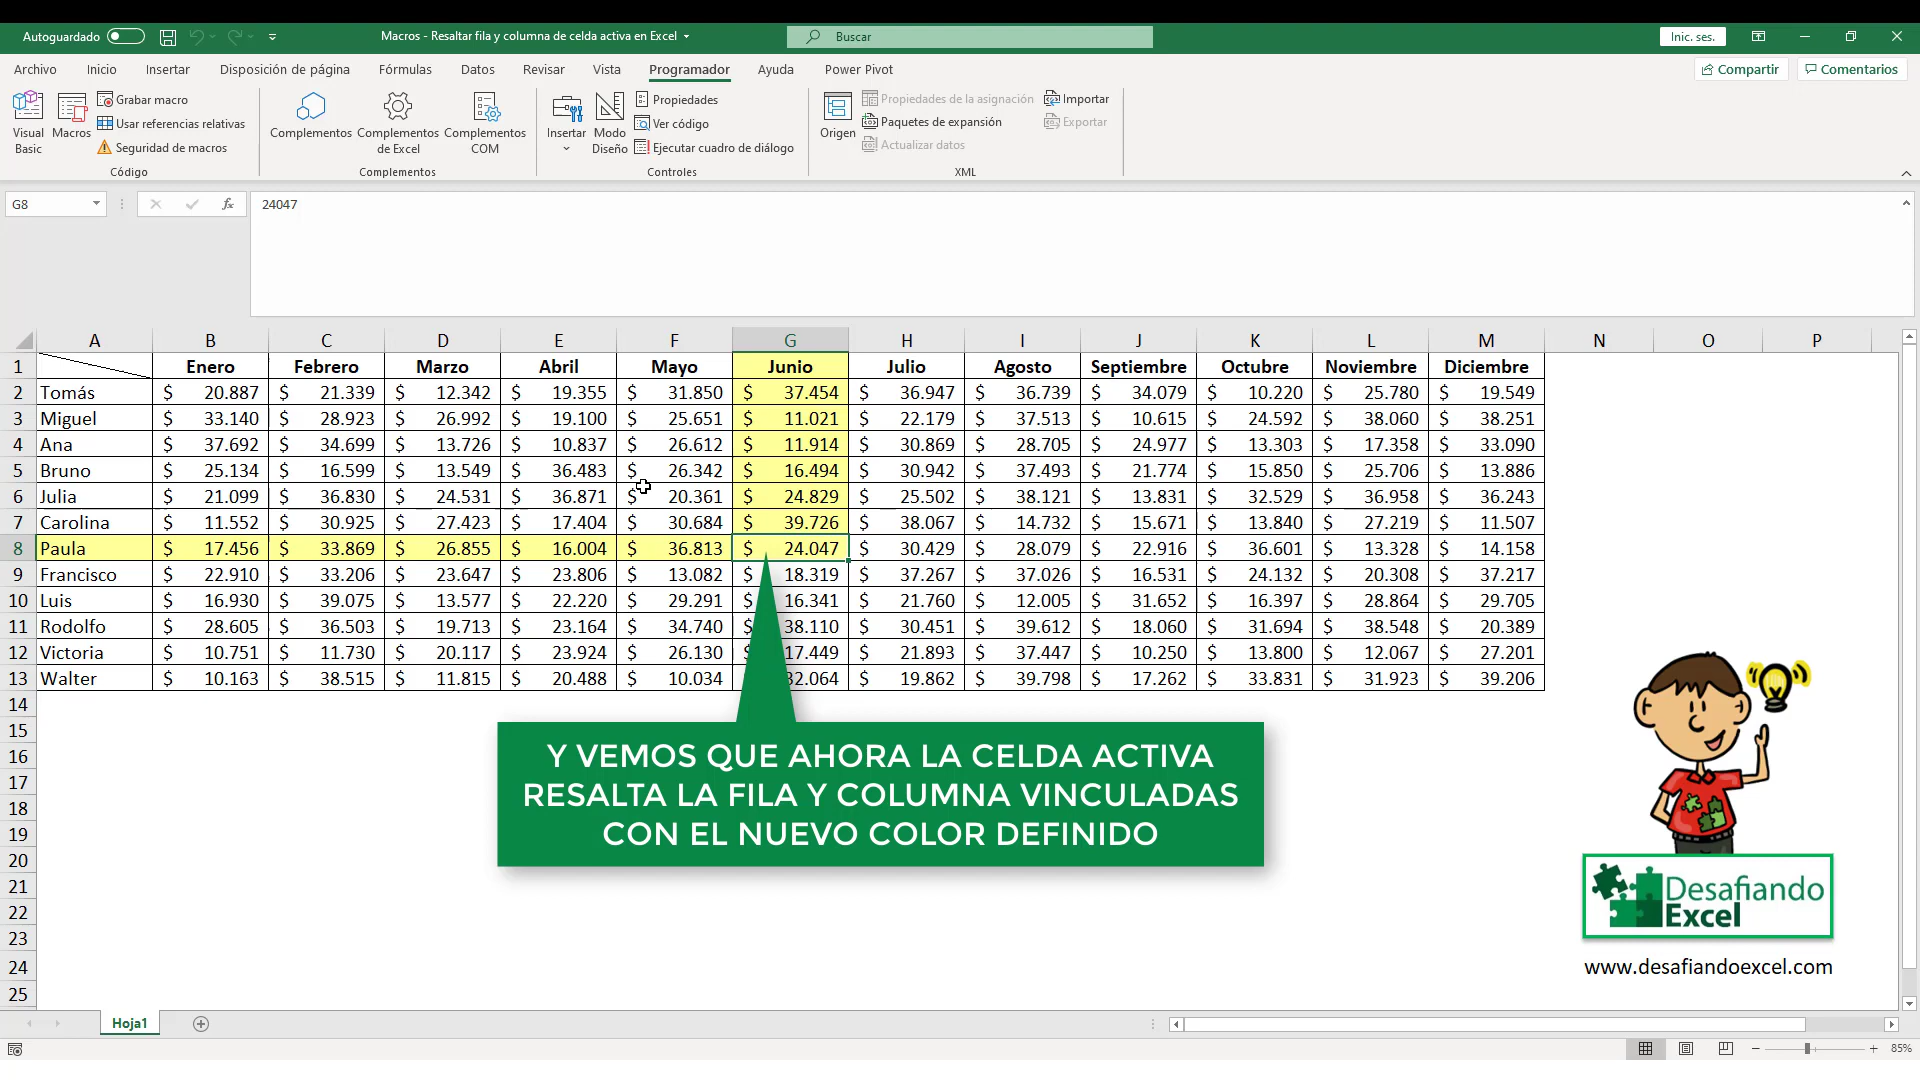 Autoguardado Macros - Resaltar fila y columna de celda activa en Excel Buscar Inic. ses.
Archivo Inicio Insertar Disposición de página Fórmulas Datos Revisar Vista Programador Ayuda Power Pivot Compartir Comentarios
Visual Basic Macros Grabar macro
Usar referencias relativas
Seguridad de macros
Código
Complementos Complementos de Excel Complementos COM
Complementos
Insertar Modo Diseño Propiedades
Ver código
Ejecutar cuadro de diálogo
Controles
Origen Propiedades de la asignación Importar
Paquetes de expansión Exportar
Actualizar datos
XML
G8 fx 24047
A B C D E F G H I J K L M N O P
1 Enero Febrero Marzo Abril Mayo Junio Julio Agosto Septiembre Octubre Noviembre Diciembre
2 Tomás $ 20.887 $ 21.339 $ 12.342 $ 19.355 $ 31.850 $ 37.454 $ 36.947 $ 36.739 $ 34.079 $ 10.220 $ 25.780 $ 19.549
3 Miguel $ 33.140 $ 28.923 $ 26.992 $ 19.100 $ 25.651 $ 11.021 $ 22.179 $ 37.513 $ 10.615 $ 24.592 $ 38.060 $ 38.251
4 Ana $ 37.692 $ 34.699 $ 13.726 $ 10.837 $ 26.612 $ 11.914 $ 30.869 $ 28.705 $ 24.977 $ 13.303 $ 17.358 $ 33.090
5 Bruno $ 25.134 $ 16.599 $ 13.549 $ 36.483 $ 26.342 $ 16.494 $ 30.942 $ 37.493 $ 21.774 $ 15.850 $ 25.706 $ 13.886
6 Julia $ 21.099 $ 36.830 $ 24.531 $ 36.871 $ 20.361 $ 24.829 $ 25.502 $ 38.121 $ 13.831 $ 32.529 $ 36.958 $ 36.243
7 Carolina $ 11.552 $ 30.925 $ 27.423 $ 17.404 $ 30.684 $ 39.726 $ 38.067 $ 14.732 $ 15.671 $ 13.840 $ 27.219 $ 11.507
8 Paula $ 17.456 $ 33.869 $ 26.855 $ 16.004 $ 36.813 $ 24.047 $ 30.429 $ 28.079 $ 22.916 $ 36.601 $ 13.328 $ 14.158
9 Francisco $ 22.910 $ 33.206 $ 23.647 $ 23.806 $ 13.082 $ 18.319 $ 37.267 $ 37.026 $ 16.531 $ 24.132 $ 20.308 $ 37.217
10 Luis $ 16.930 $ 39.075 $ 13.577 $ 22.220 $ 29.291 $ 16.341 $ 21.760 $ 12.005 $ 31.652 $ 16.397 $ 28.864 $ 29.705
11 Rodolfo $ 28.605 $ 36.503 $ 19.713 $ 23.164 $ 34.740 $ 38.110 $ 30.451 $ 39.612 $ 18.060 $ 31.694 $ 38.548 $ 20.389
12 Victoria $ 10.751 $ 11.730 $ 20.117 $ 23.924 $ 26.130 $ 17.449 $ 21.893 $ 37.447 $ 10.250 $ 13.800 $ 12.067 $ 27.201
13 Walter $ 10.163 $ 38.515 $ 11.815 $ 20.488 $ 10.034 32.064 $ 19.862 $ 39.798 $ 17.262 $ 33.831 $ 31.923 $ 39.206
14
15
16
17
18
19
20
21
22
23
24
25
Y VEMOS QUE AHORA LA CELDA ACTIVA
RESALTA LA FILA Y COLUMNA VINCULADAS
CON EL NUEVO COLOR DEFINIDO
Desafiando
Excel
www.desafiandoexcel.com
Hoja1
85%